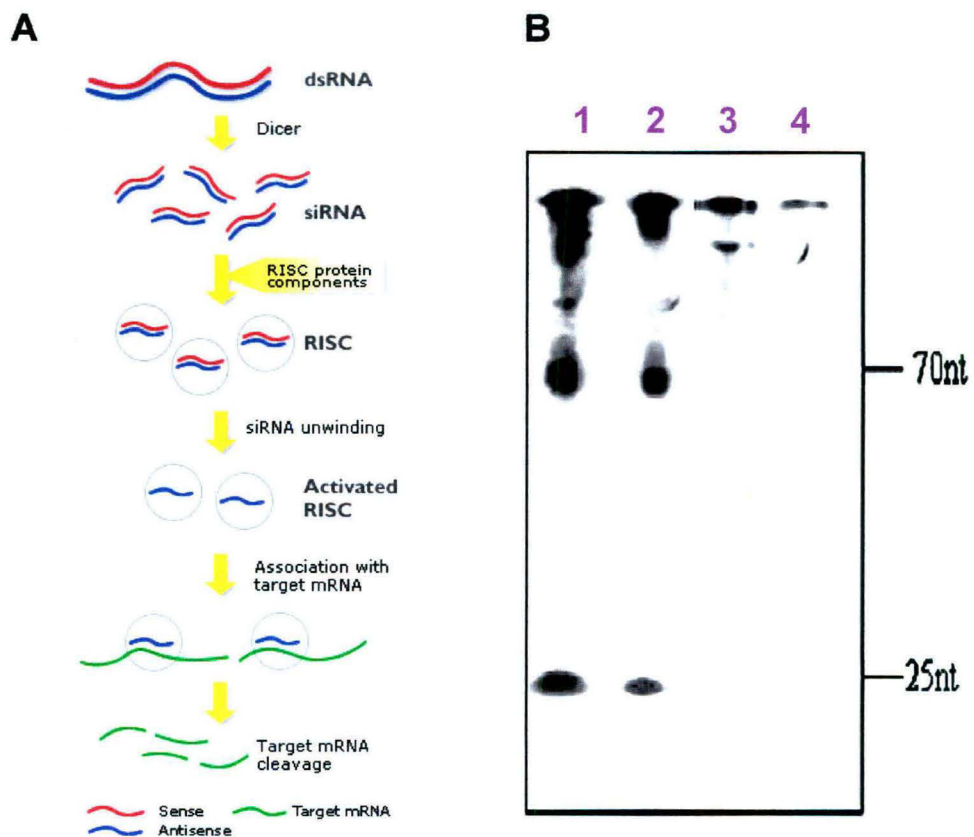 A
dsRNA
Dicer
siRNA
RISC protein
components
RISC
siRNA unwinding
Activated
RISC
Association with
target mRNA
Target mRNA
cleavage
Sense
Target mRNA
Antisense
B
1 2 3 4
70nt
25nt